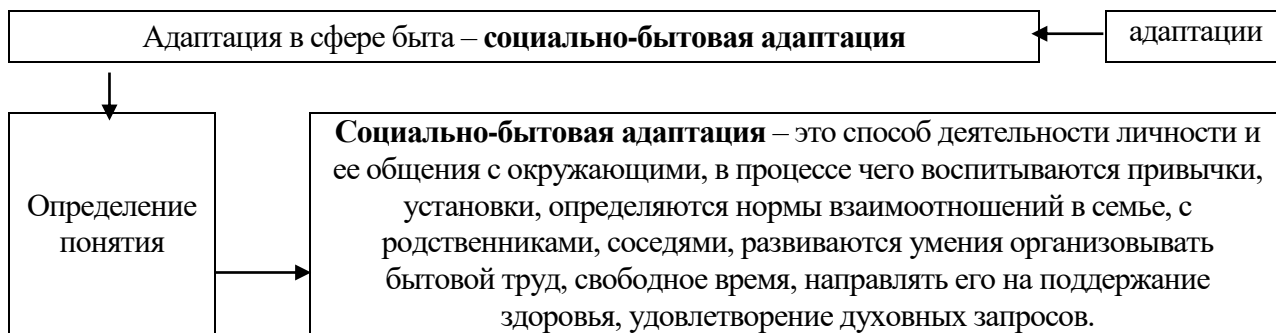 Адаптация в сфере быта – социально-бытовая адаптация
адаптации
Определение
понятия
Социально-бытовая адаптация – это способ деятельности личности и
ее общения с окружающими, в процессе чего воспитываются привычки,
установки, определяются нормы взаимоотношений в семье, с
родственниками, соседями, развиваются умения организовывать
бытовой труд, свободное время, направлять его на поддержание
здоровья, удовлетворение духовных запросов.